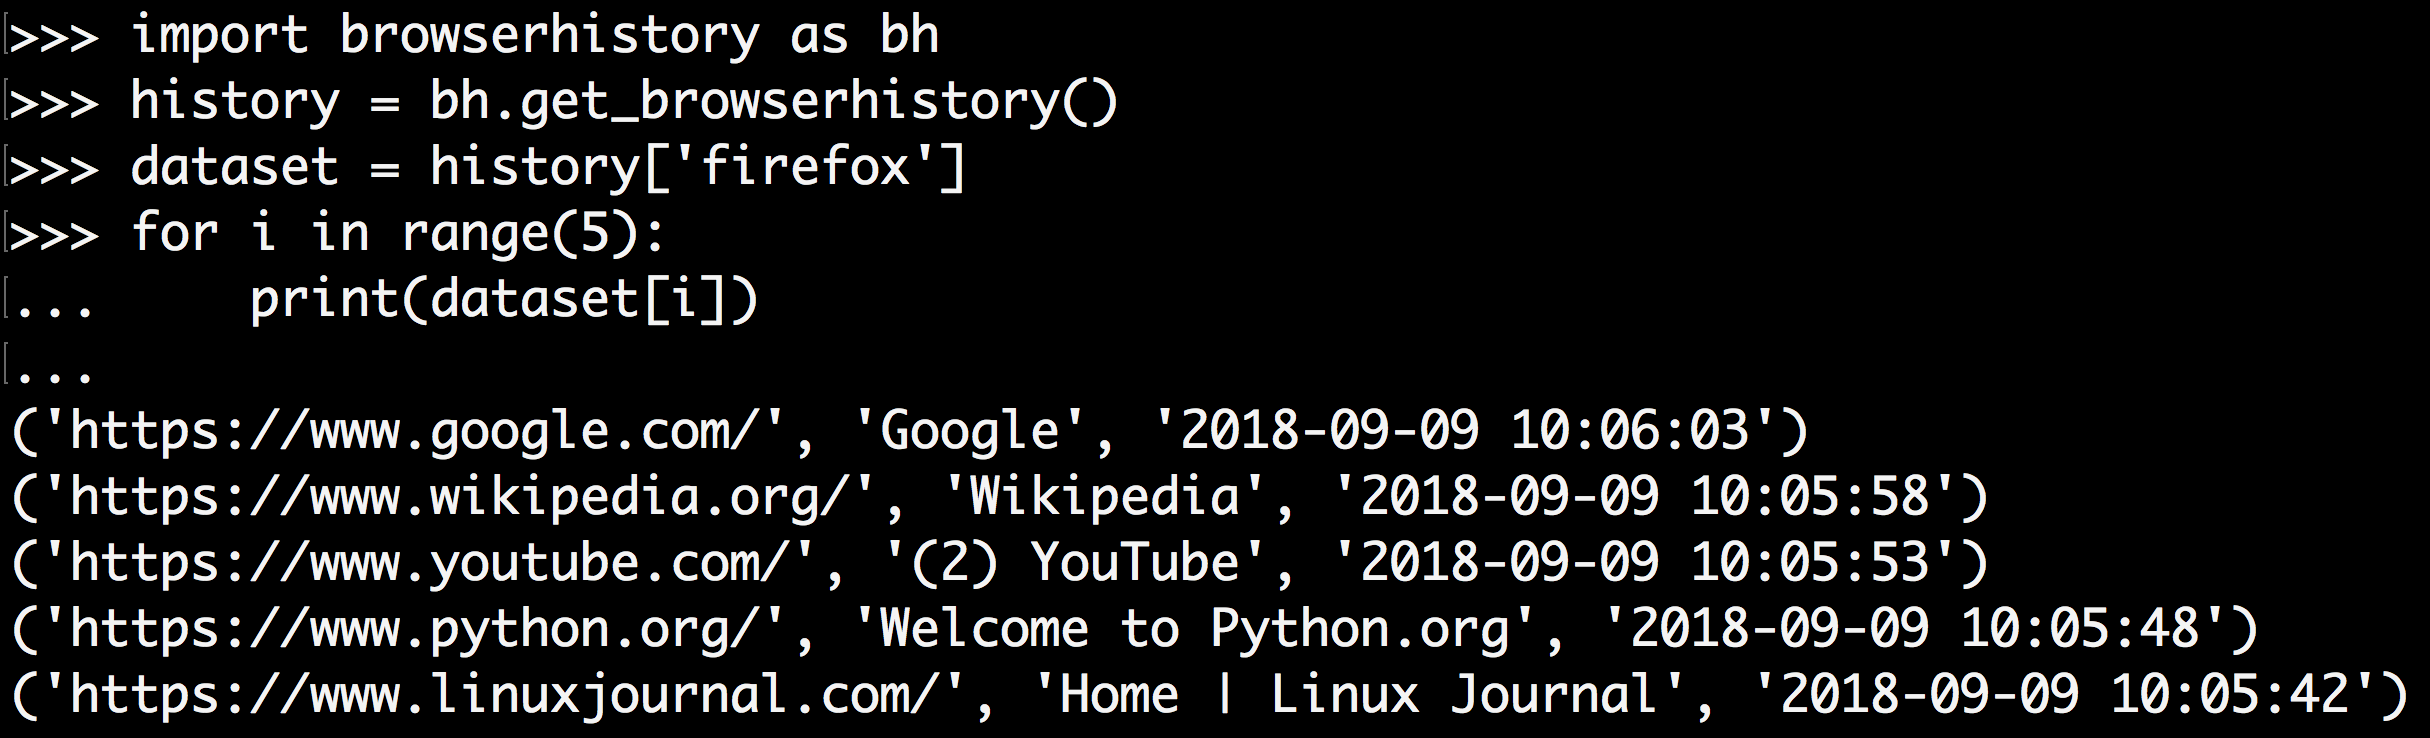 >>> import browserhistory as bh
>>> history = bh.get_browserhistory()
>>> dataset = history['firefox']
>>> for i in range(5):
...     print(dataset[i])
...
('https://www.google.com/', 'Google', '2018-09-09 10:06:03')
('https://www.wikipedia.org/', 'Wikipedia', '2018-09-09 10:05:58')
('https://www.youtube.com/', '(2) YouTube', '2018-09-09 10:05:53')
('https://www.python.org/', 'Welcome to Python.org', '2018-09-09 10:05:48')
('https://www.linuxjournal.com/', 'Home | Linux Journal', '2018-09-09 10:05:42')